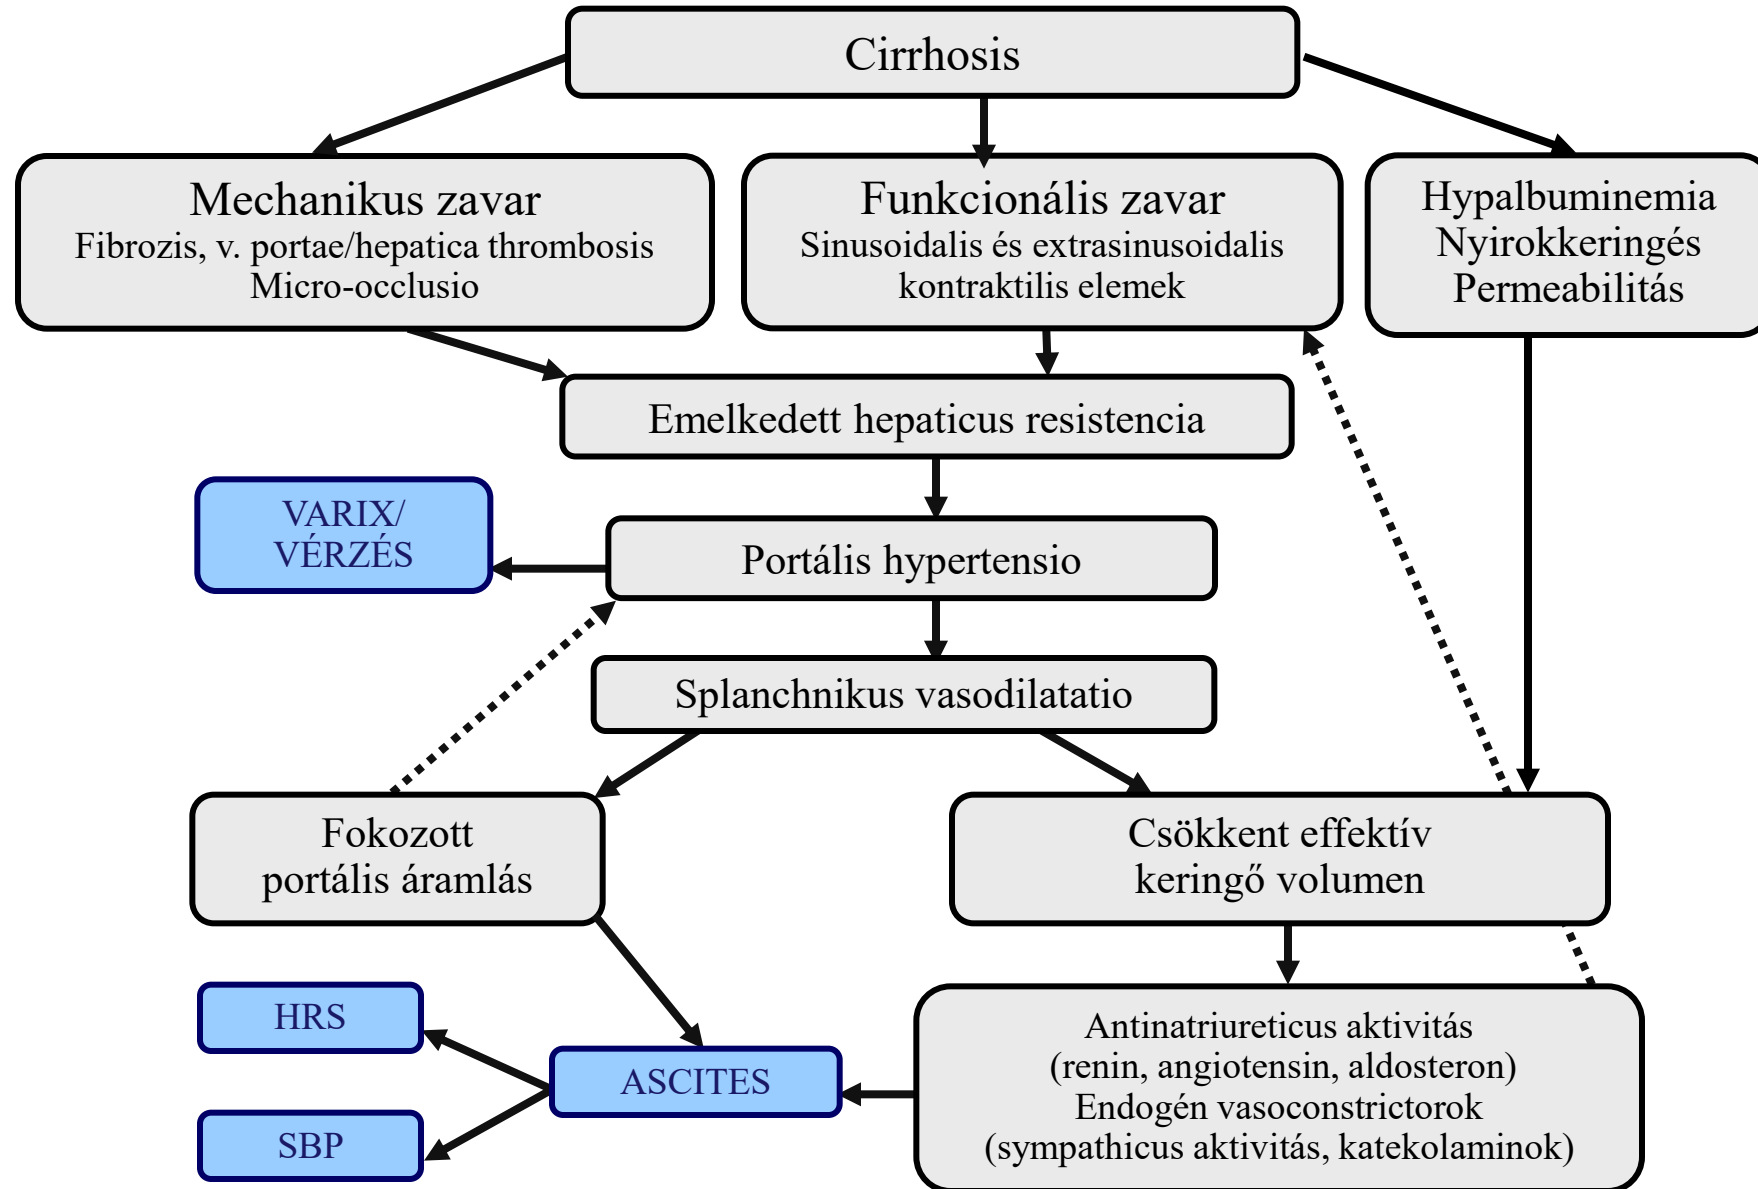 Cirrhosis
Mechanikus zavar
Fibrozis, v. portae/hepatica thrombosis
Micro-occlusio
Funkcionális zavar
Sinusoidalis és extrasinusoidalis
kontraktilis elemek
Hypalbuminemia
Nyirokkeringés
Permeabilitás
Emelkedett hepaticus resistencia
VARIX/
VÉRZÉS
Portális hypertensio
Splanchnikus vasodilatatio
Fokozott
portális áramlás
Csökkent effektív
keringő volumen
HRS
ASCITES
SBP
Antinatriureticus aktivitás
(renin, angiotensin, aldosteron)
Endogén vasoconstrictorok
(sympathicus aktivitás, katekolaminok)